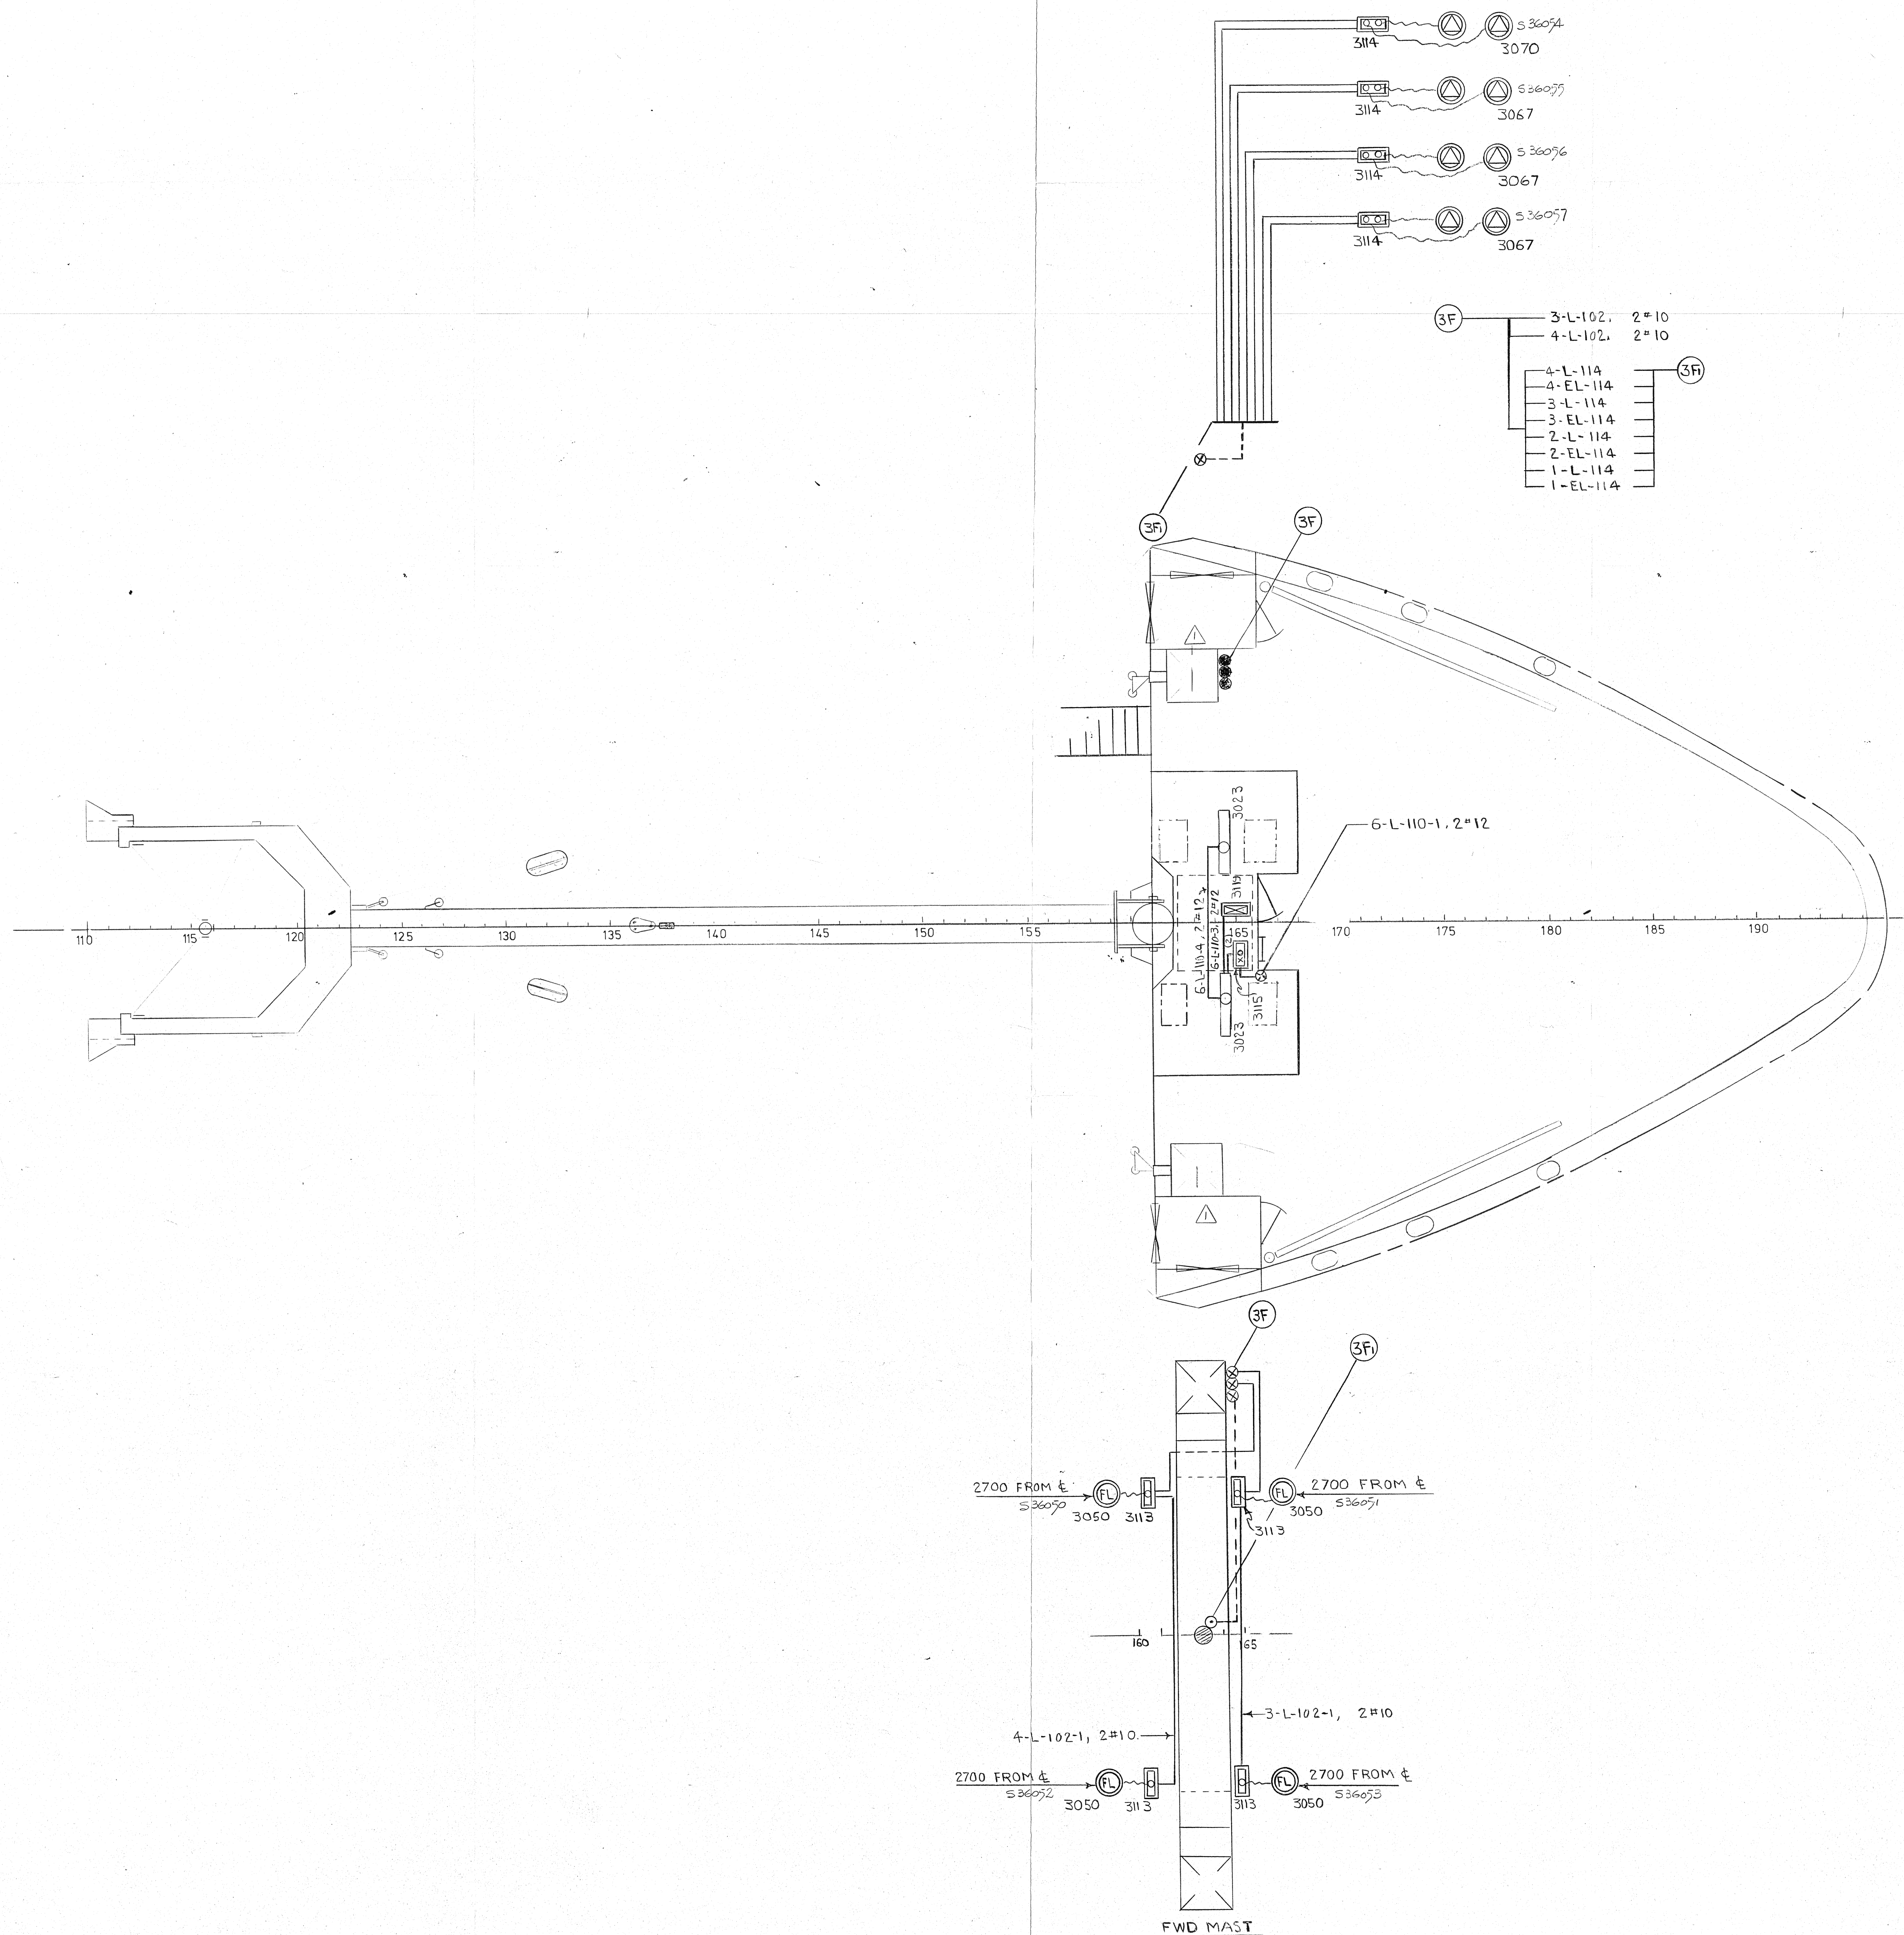 S36054
3114
3070
S36055
3114
3067
S36056
3114
3067
S36057
3114
3067
3F
3-L-102, 2#10
4-L-102, 2#10
4-L-114
3F1
4-EL-114
3-L-114
3-EL-114
2-L-114
2-EL-114
1-L-114
1-EL-114
3F1
3F
1
3023
6-L-110-1, 2#12
3119
6-L-110-4, 2#12
6-L-110-3, 2#12
(2)
110
115
120
125
130
135
140
145
150
155
165
170
175
180
185
190
X.O
3115
3023
1
3F
3F1
2700 FROM ℄
FL
S36050
3050
3113
FL
2700 FROM ℄
S36051
3050
3113
160
165
3-L-102-1, 2#10
4-L-102-1, 2#10
2700 FROM ℄
FL
S36052
3050
3113
FL
2700 FROM ℄
S36053
3113
3050
FWD MAST